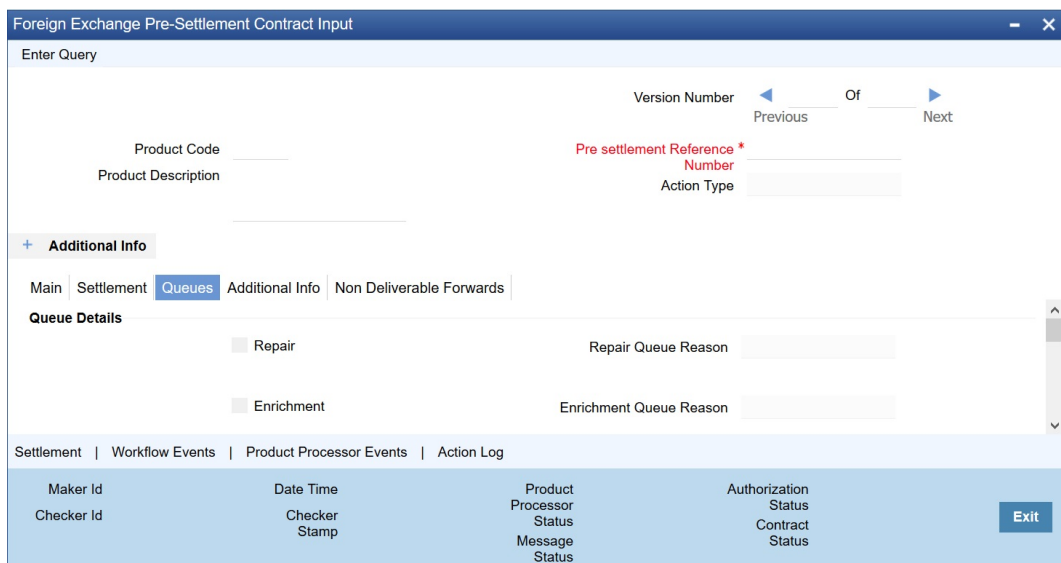 Foreign Exchange Pre-Settlement Contract Input
Enter Query
Version Number Of
Previous Next
Product Code
Pre settlement Reference *
Number
Product Description
Action Type
+ Additional Info
Main Settlement Queues Additional Info Non Deliverable Forwards
Queue Details
Repair Repair Queue Reason
Enrichment Enrichment Queue Reason
Settlement | Workflow Events | Product Processor Events | Action Log
Maker Id
Checker Id
Date Time
Checker
Stamp
Product
Processor
Status
Message
Status
Authorization
Status
Contract
Status
Exit